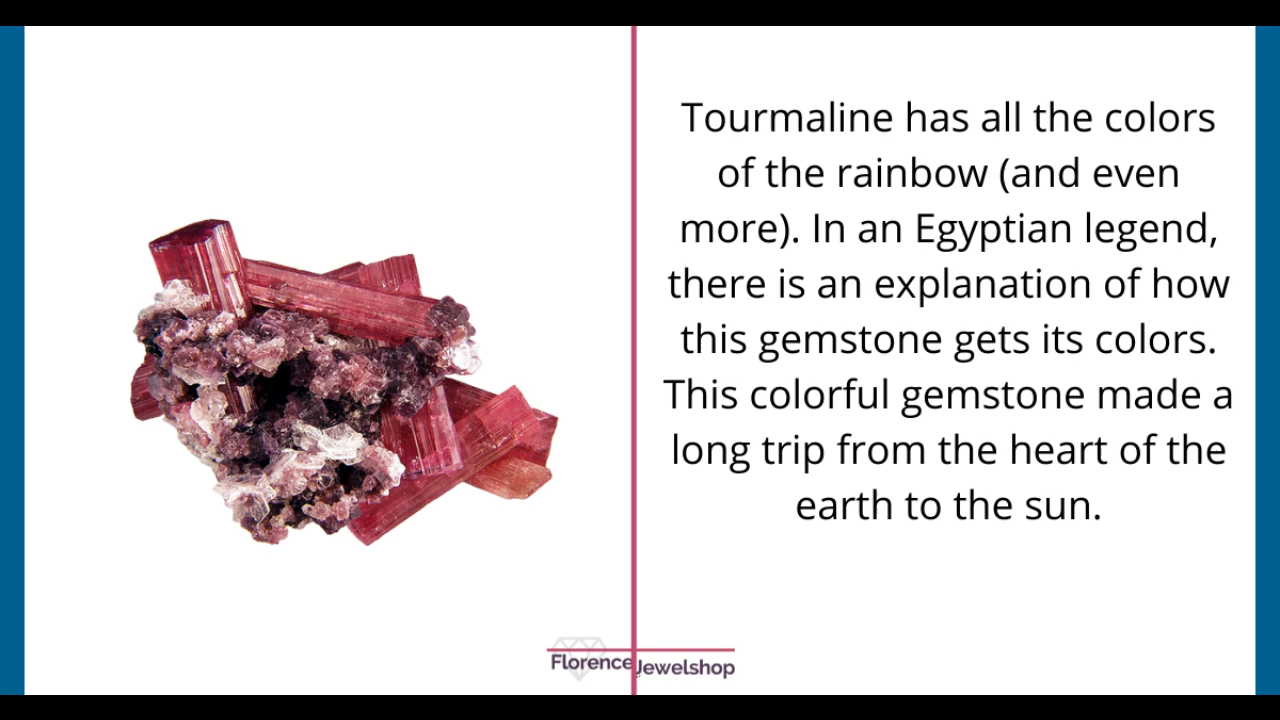 Tourmaline has all the colors
of the rainbow (and even
more). In an Egyptian legend,
there is an explanation of how
this gemstone gets its colors.
This colorful gemstone made a
long trip from the heart of the
earth to the sun.
Florence Jewelshop